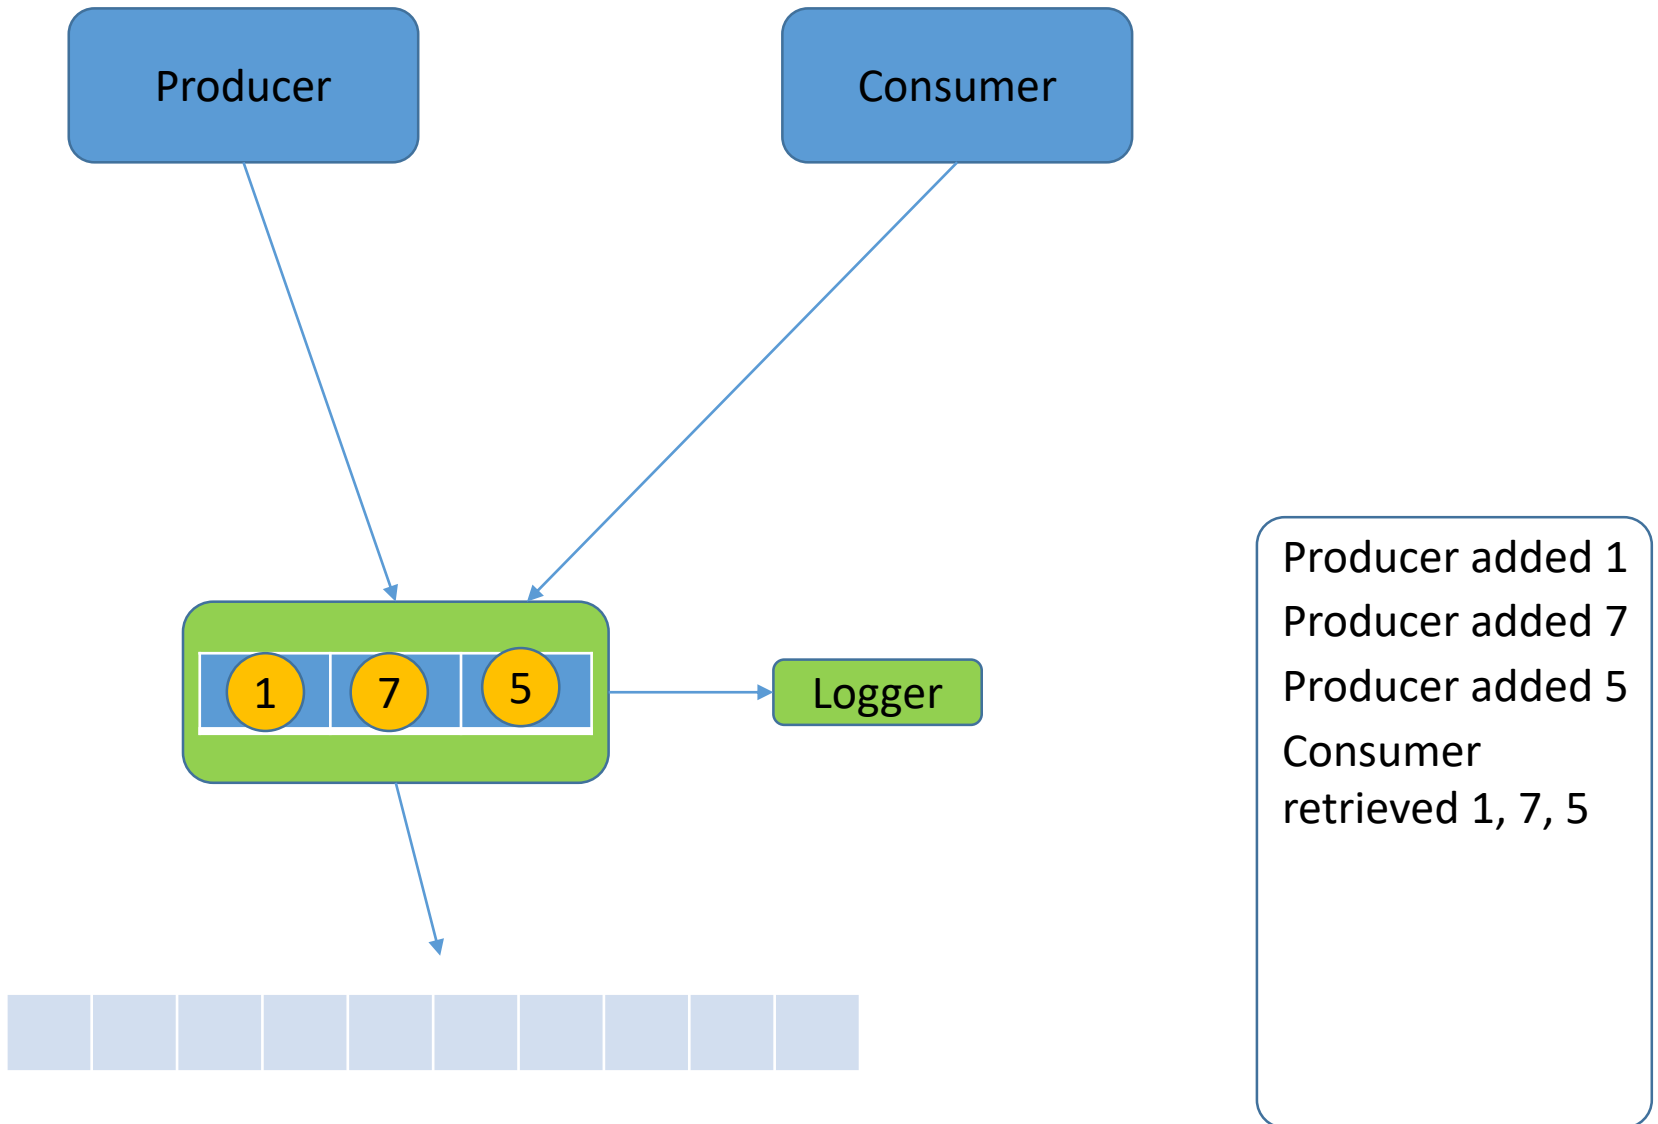 Producer
Consumer
1
7
5
Logger
Producer added 1
Producer added 7
Producer added 5
Consumer
retrieved 1, 7, 5